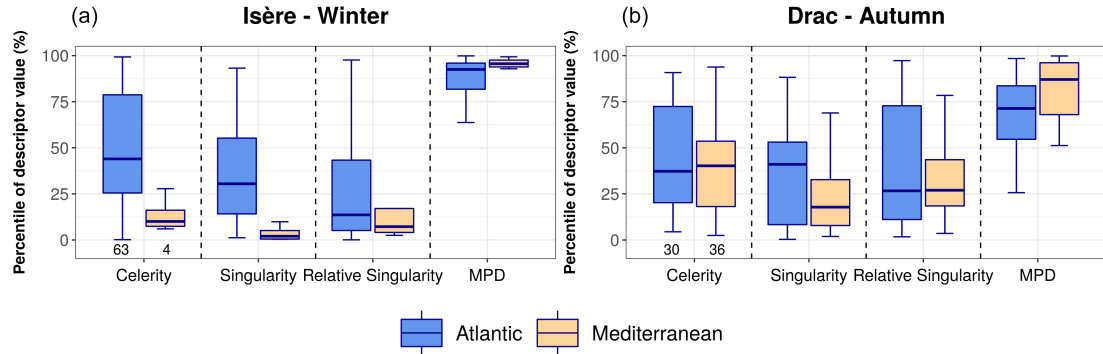 (a) Isère - Winter
Percentile of descriptor value (%)
100
75
50
25
0
63 4
Celerity Singularity Relative Singularity MPD
(b) Drac - Autumn
Percentile of descriptor value (%)
100
75
50
25
0
30 36
Celerity Singularity Relative Singularity MPD
Atlantic Mediterranean